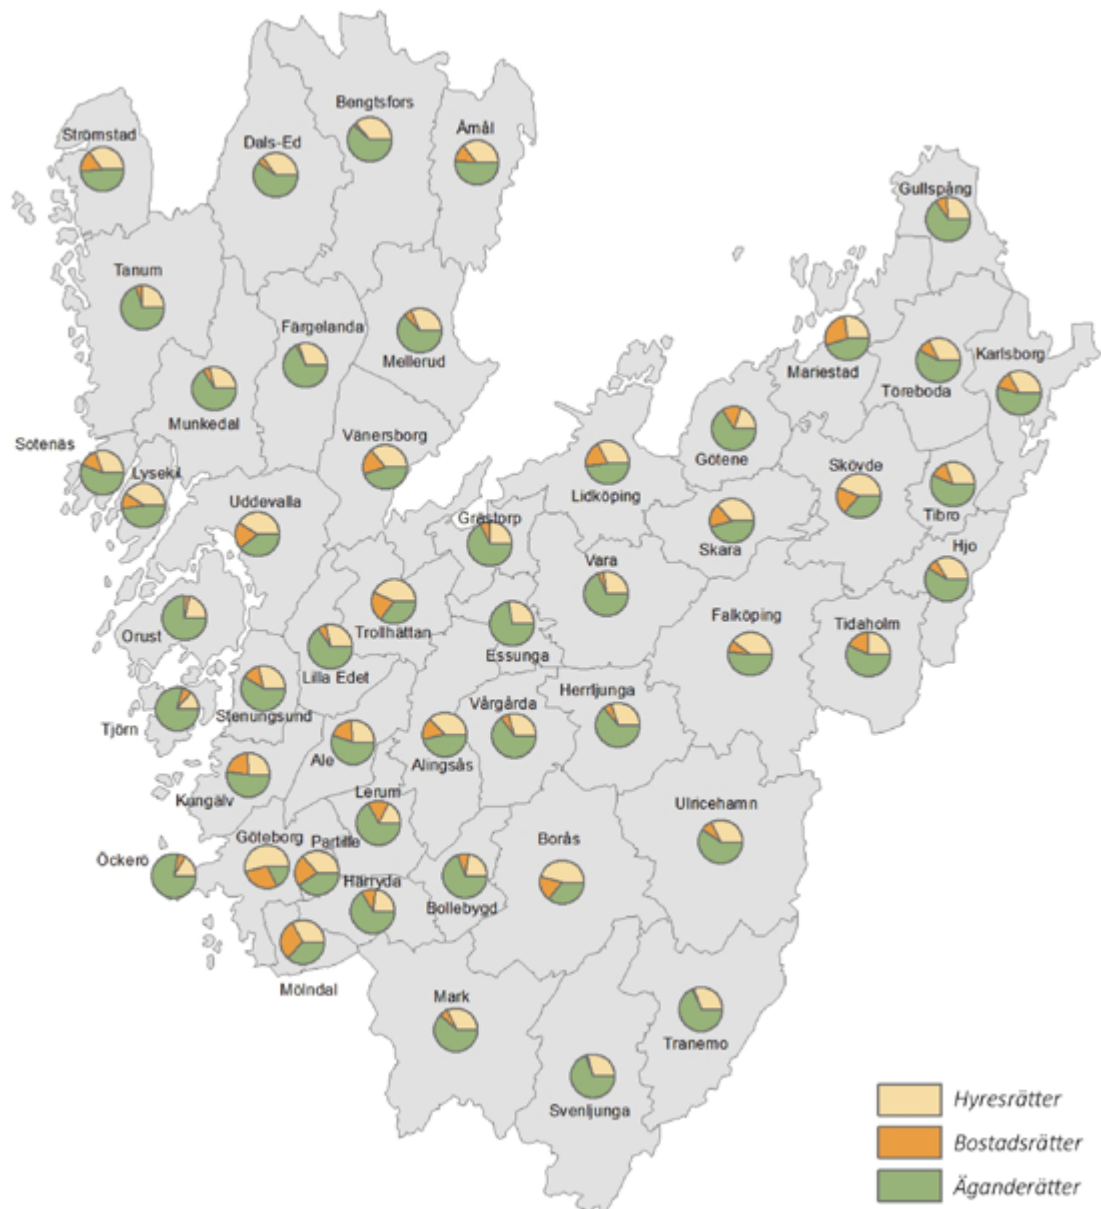 Bengtsfors
Åmål
Strömstad
Dals-Ed
Gullspång
Tanum
Färgelanda
Mellerud
Karlsborg
Mariestad
Töreboda
Munkedal
Vänersborg
Sotenäs
Lysekil
Götene
Skövde
Lidköping
Uddevalla
Grästorp
Tibro
Skara
Hjo
Vara
Falköping
Tidaholm
Orust
Trollhättan
Essunga
Lilla Edet
Herrljunga
Vårgårda
Stenungsund
Tjörn
Ale
Alingsås
Kungälv
Lerum
Ulricehamn
Göteborg
Partille
Borås
Öckerö
Härryda
Bollebygd
Mölndal
Mark
Tranemo
Svenljunga
Hyresrätter
Bostadsrätter
Äganderätter